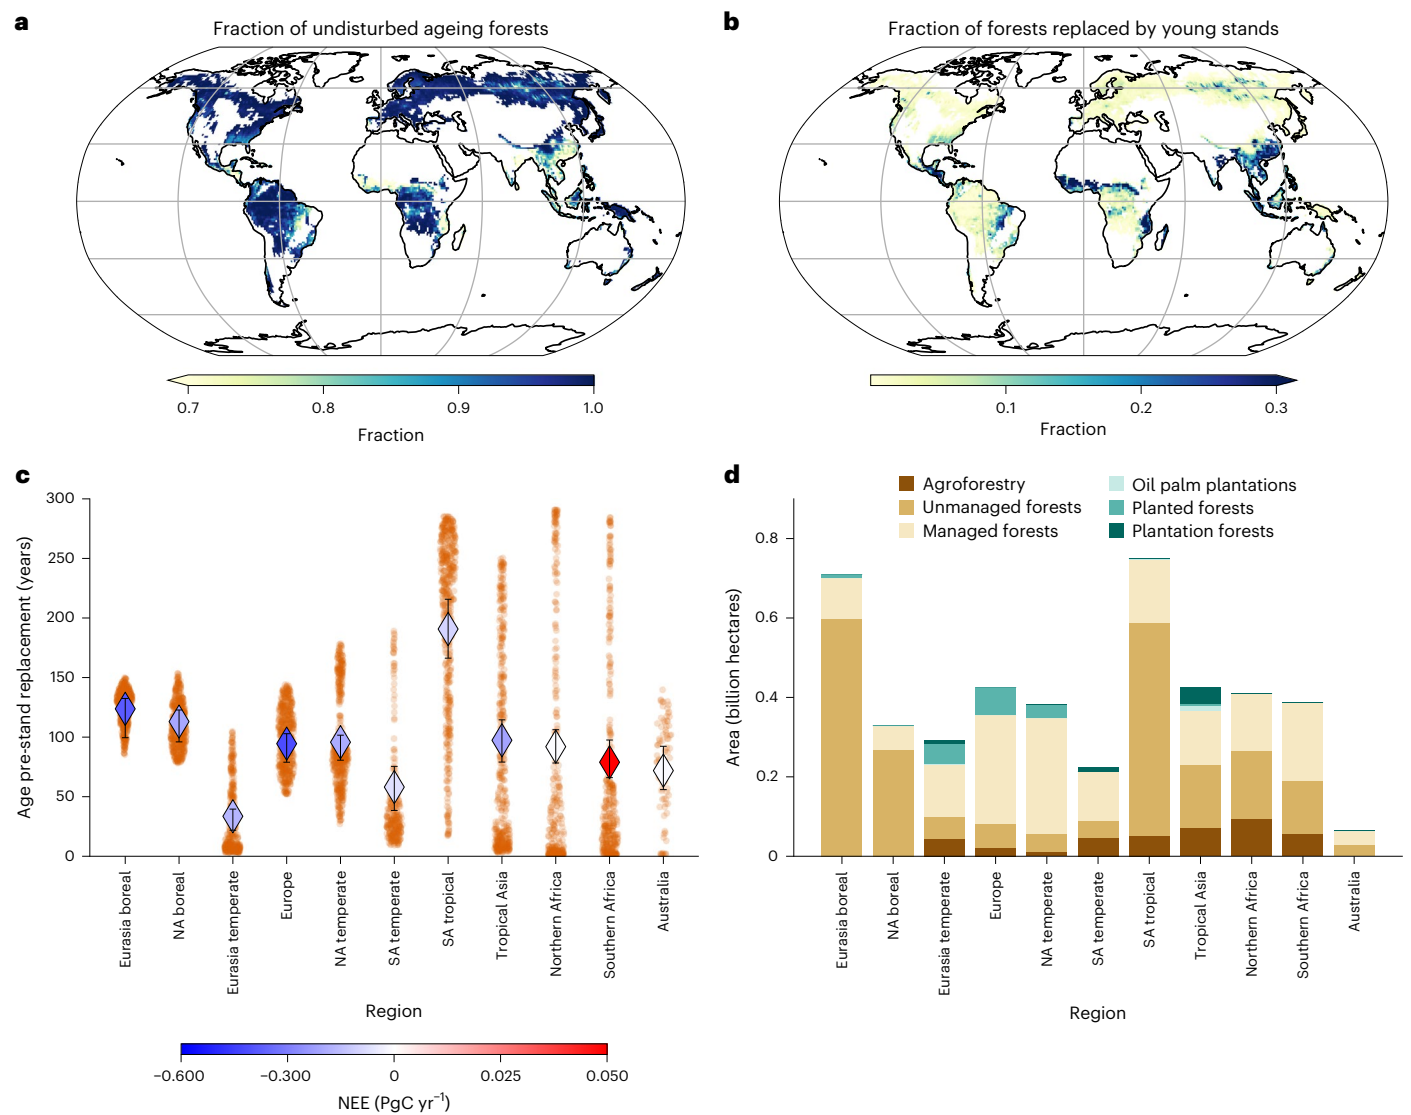 a
Fraction of undisturbed ageing forests
0.7 0.8 0.9 1.0
Fraction
b
Fraction of forests replaced by young stands
0.1 0.2 0.3
Fraction
c
Age pre-stand replacement (years)
300
250
200
150
100
50
0
Eurasia boreal
NA boreal
Eurasia temperate
Europe
NA temperate
SA temperate
SA tropical
Tropical Asia
Northern Africa
Southern Africa
Australia
Region
−0.600 −0.300 0 0.025 0.050
NEE (PgC yr⁻¹)
d
Agroforestry
Unmanaged forests
Managed forests
Oil palm plantations
Planted forests
Plantation forests
Area (billion hectares)
0.8
0.6
0.4
0.2
0
Eurasia boreal
NA boreal
Eurasia temperate
Europe
NA temperate
SA temperate
SA tropical
Tropical Asia
Northern Africa
Southern Africa
Australia
Region